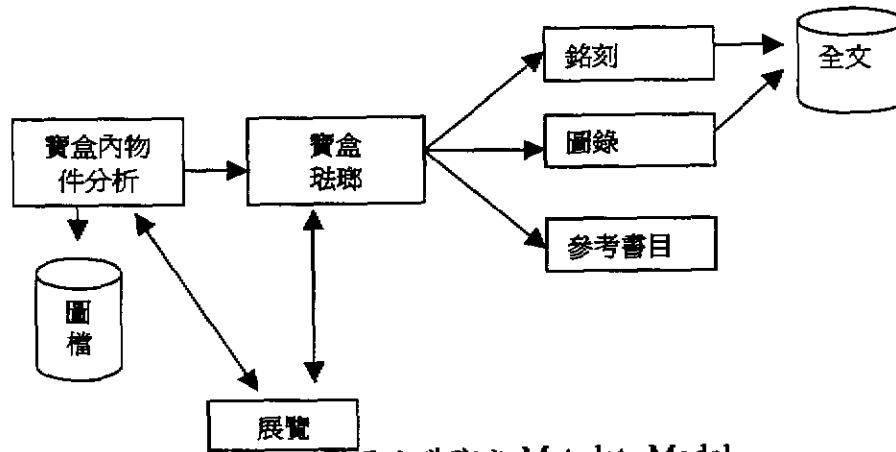 銘刻
全文
寶盒內物
件分析
寶盒
琺瑯
圖錄
參考書目
圖
檔
展覽
Metadata Model